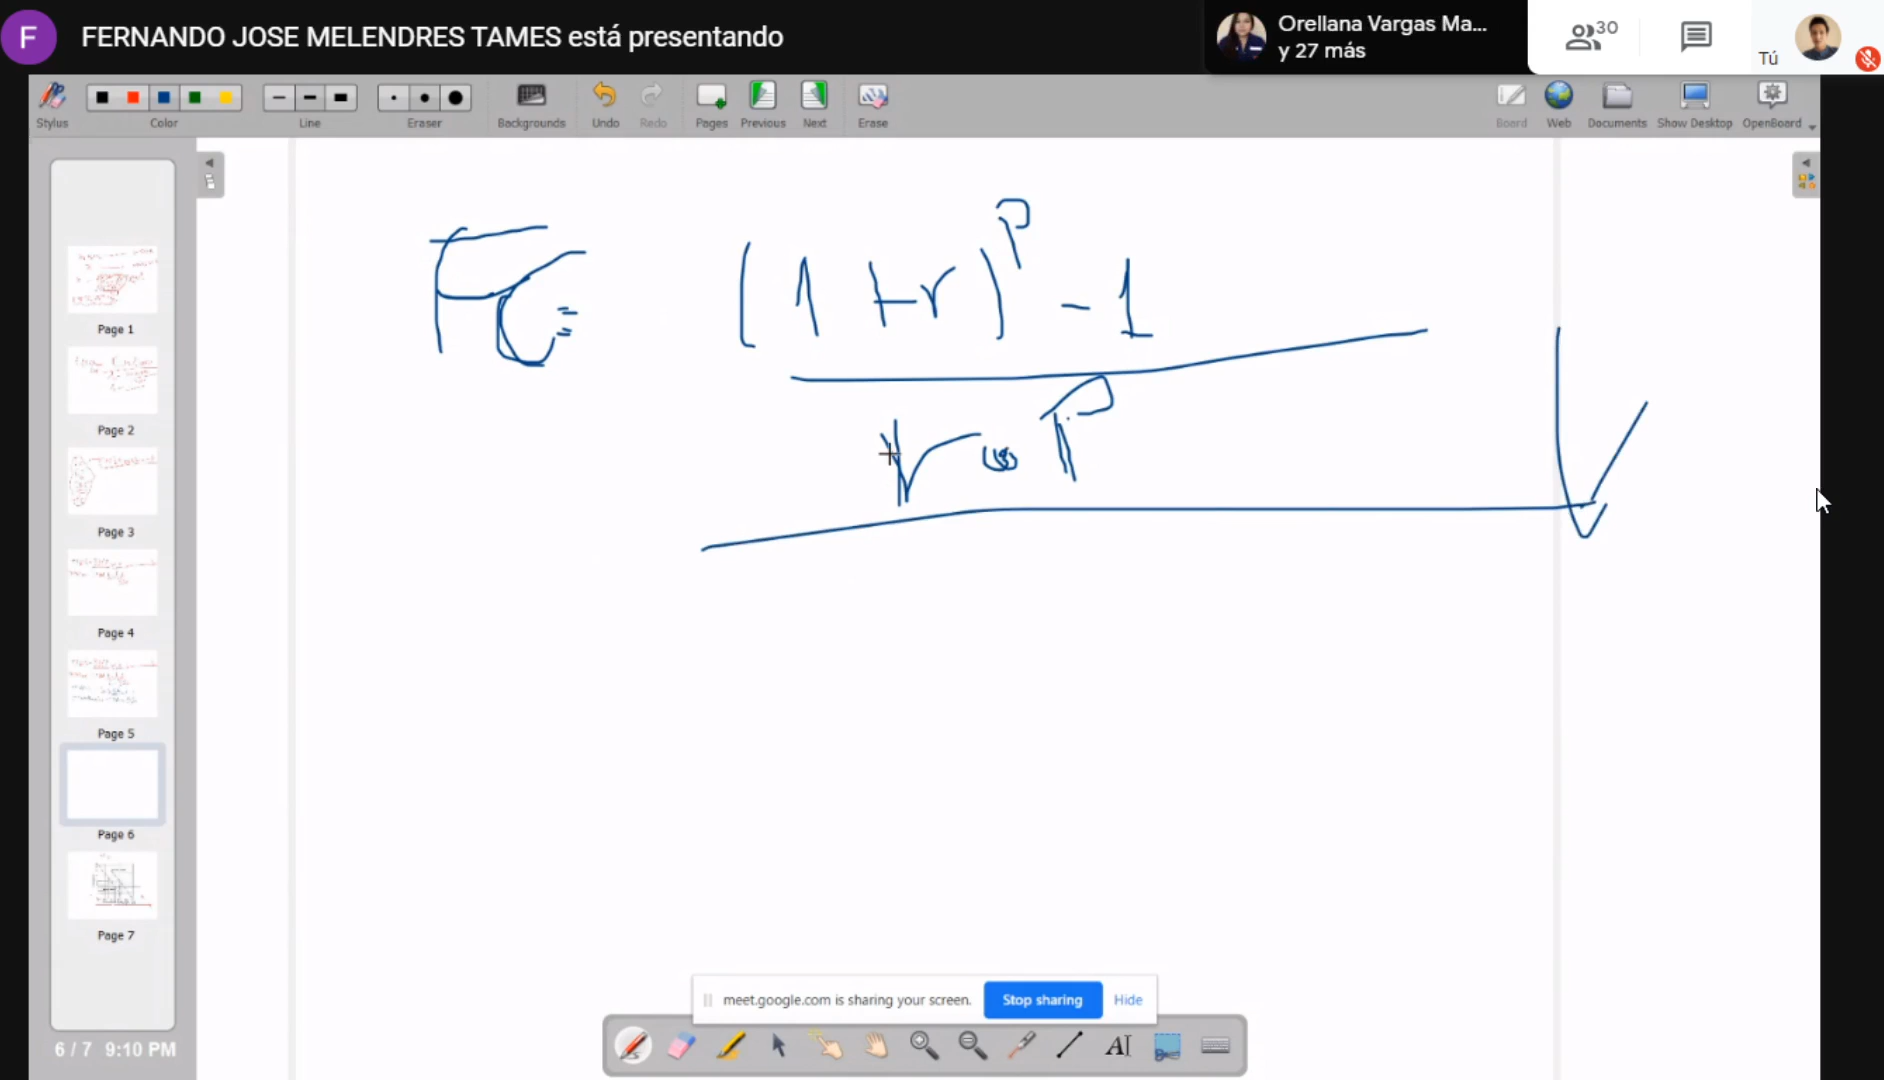 F FERNANDO JOSE MELENDRES TAMES está presentando
Orellana Vargas Ma...
y 27 más
30
Tú
Stylus Color Line Eraser Backgrounds Undo Redo Pages Previous Next Erase Board Web Documents Show Desktop OpenBoard
Page 1
Page 2
Page 3
Page 4
Page 5
Page 6
Page 7
6 / 7 9:10 PM
FC = (1+r)^P - 1
r P
meet.google.com is sharing your screen. Stop sharing Hide
AI